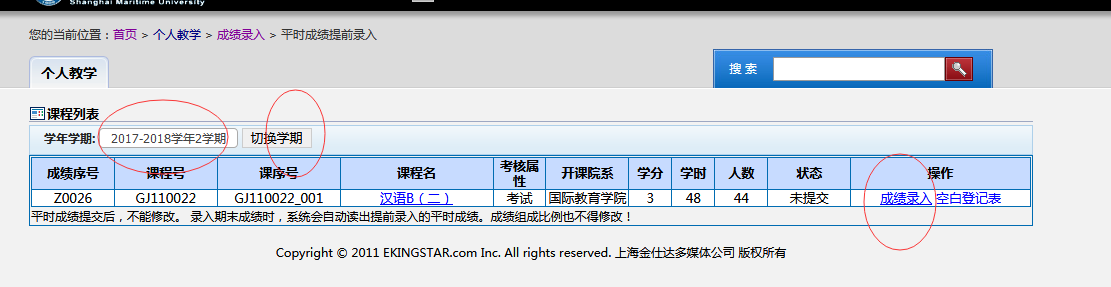 Shanghai Maritime University
您的当前位置：首页 > 个人教学 > 成绩录入 > 平时成绩提前录入
个人教学
搜 索
课程列表
学年学期: 2017-2018学年2学期 切换学期
成绩序号 课程号 课序号 课程名 考核属性 开课院系 学分 学时 人数 状态 操作
Z0026 GJ110022 GJ110022_001 汉语B（二） 考试 国际教育学院 3 48 44 未提交 成绩录入 空白登记表
平时成绩提交后，不能修改。 录入期末成绩时，系统会自动读出提前录入的平时成绩。成绩组成比例也不得修改！
Copyright © 2011 EKINGSTAR.com Inc. All rights reserved. 上海金仕达多媒体公司 版权所有